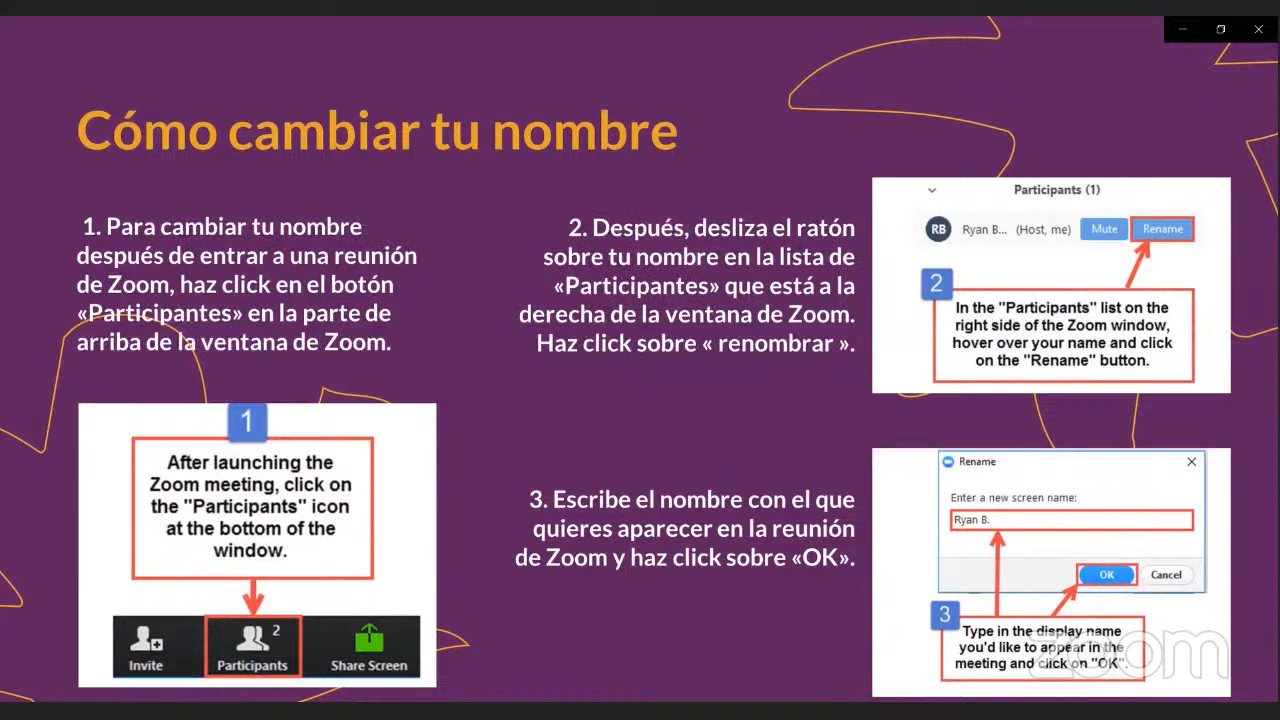 Cómo cambiar tu nombre
1. Para cambiar tu nombre
después de entrar a una reunión
de Zoom, haz click en el botón
«Participantes» en la parte de
arriba de la ventana de Zoom.
1
After launching the
Zoom meeting, click on
the "Participants" icon
at the bottom of the
window.
2
Invite
Participants
Share Screen
2. Después, desliza el ratón
sobre tu nombre en la lista de
«Participantes» que está a la
derecha de la ventana de Zoom.
Haz click sobre « renombrar ».
Participants (1)
RB Ryan B... (Host, me) Mute Rename
2
In the "Participants" list on the
right side of the Zoom window,
hover over your name and click
on the "Rename" button.
3. Escribe el nombre con el que
quieres aparecer en la reunión
de Zoom y haz click sobre «OK».
Rename
Enter a new screen name:
Ryan B.
OK Cancel
3
Type in the display name
you'd like to appear in the
meeting and click on "OK".
zoom